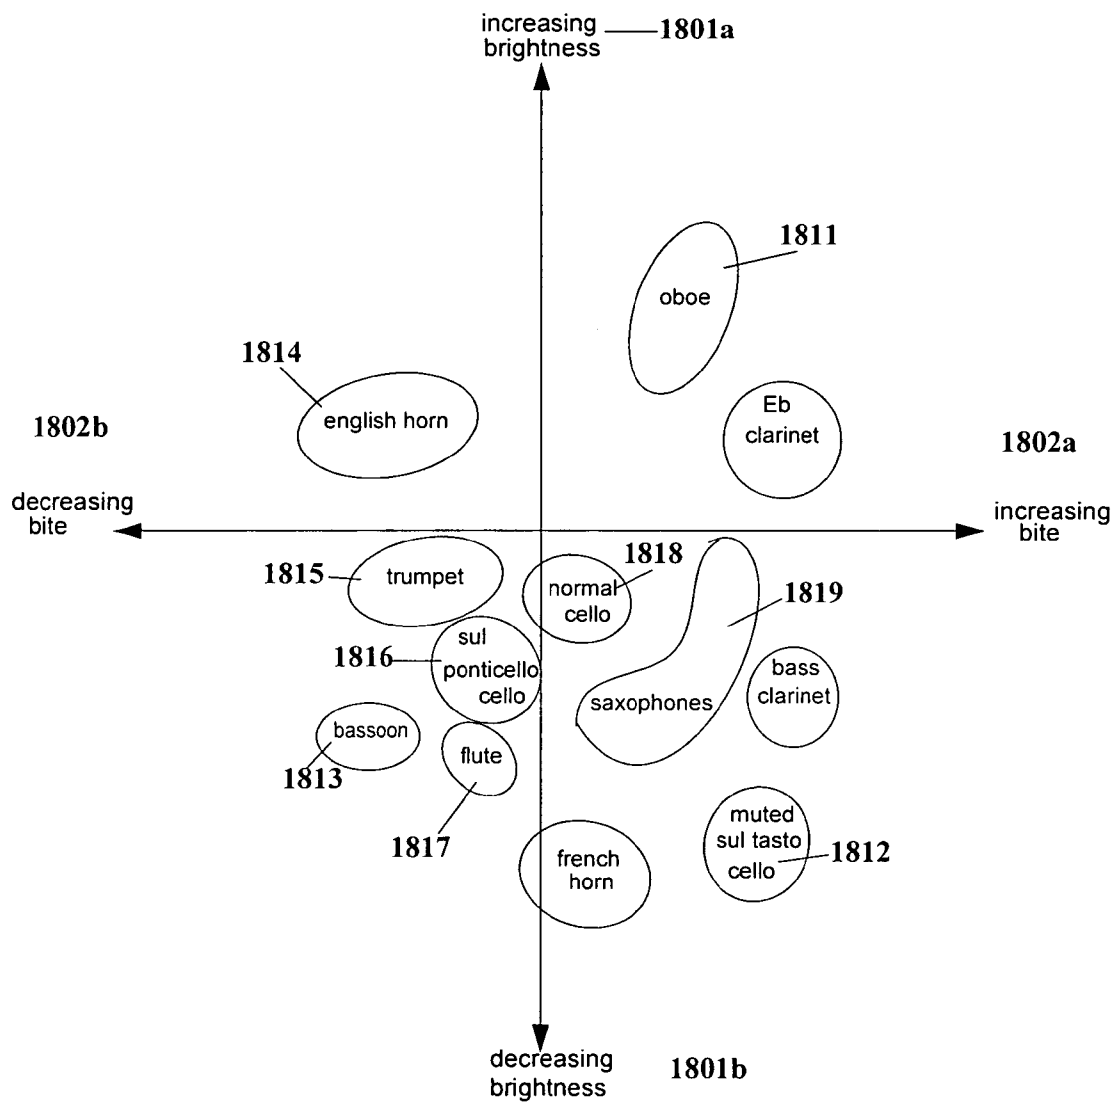 increasing
brightness
1801a
1811
oboe
1814
english horn
Eb
clarinet
1802b
1802a
decreasing
bite
increasing
bite
1815
trumpet
1818
normal
cello
1819
sul
ponticello
cello
1816
bass
clarinet
saxophones
bassoon
1813
flute
1817
muted
sul tasto
cello
1812
french
horn
decreasing
brightness
1801b